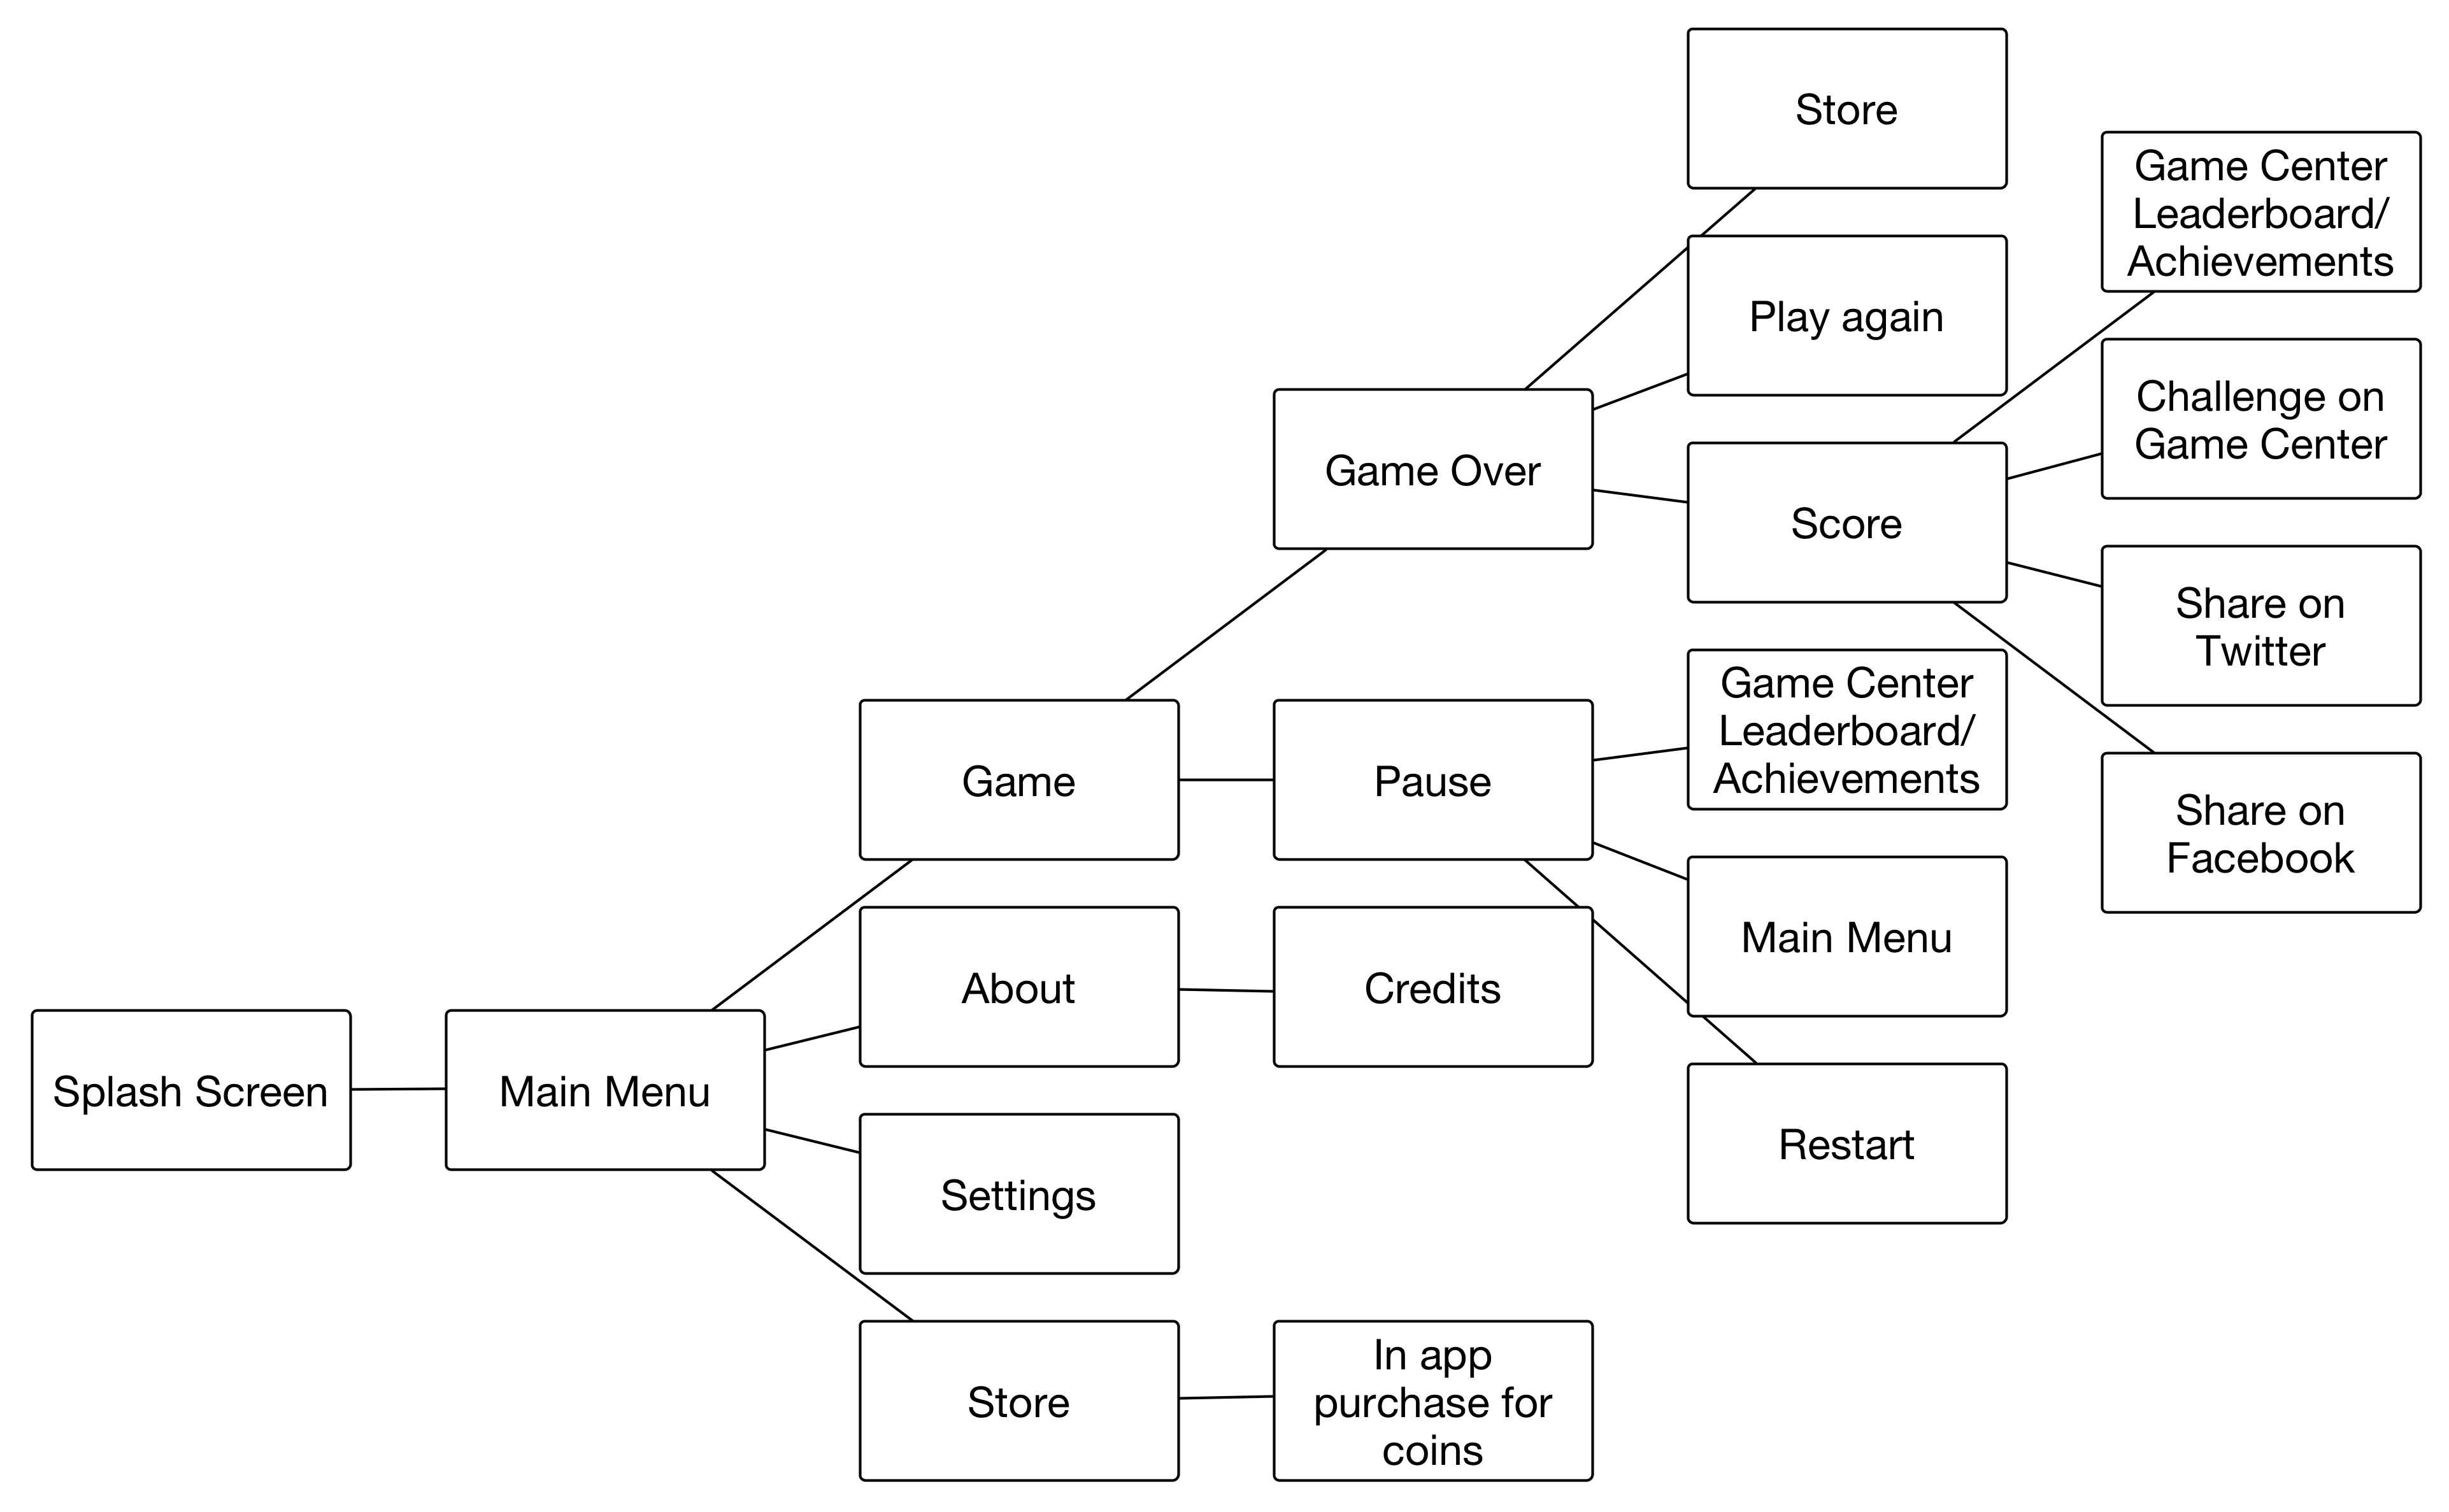 Store
Game Center
Leaderboard/
Achievements
Play again
Challenge on
Game Center
Game Over
Score
Share on
Twitter
Game Center
Leaderboard/
Achievements
Game
Pause
Share on
Facebook
Main Menu
About
Credits
Splash Screen
Main Menu
Restart
Settings
Store
In app
purchase for
coins